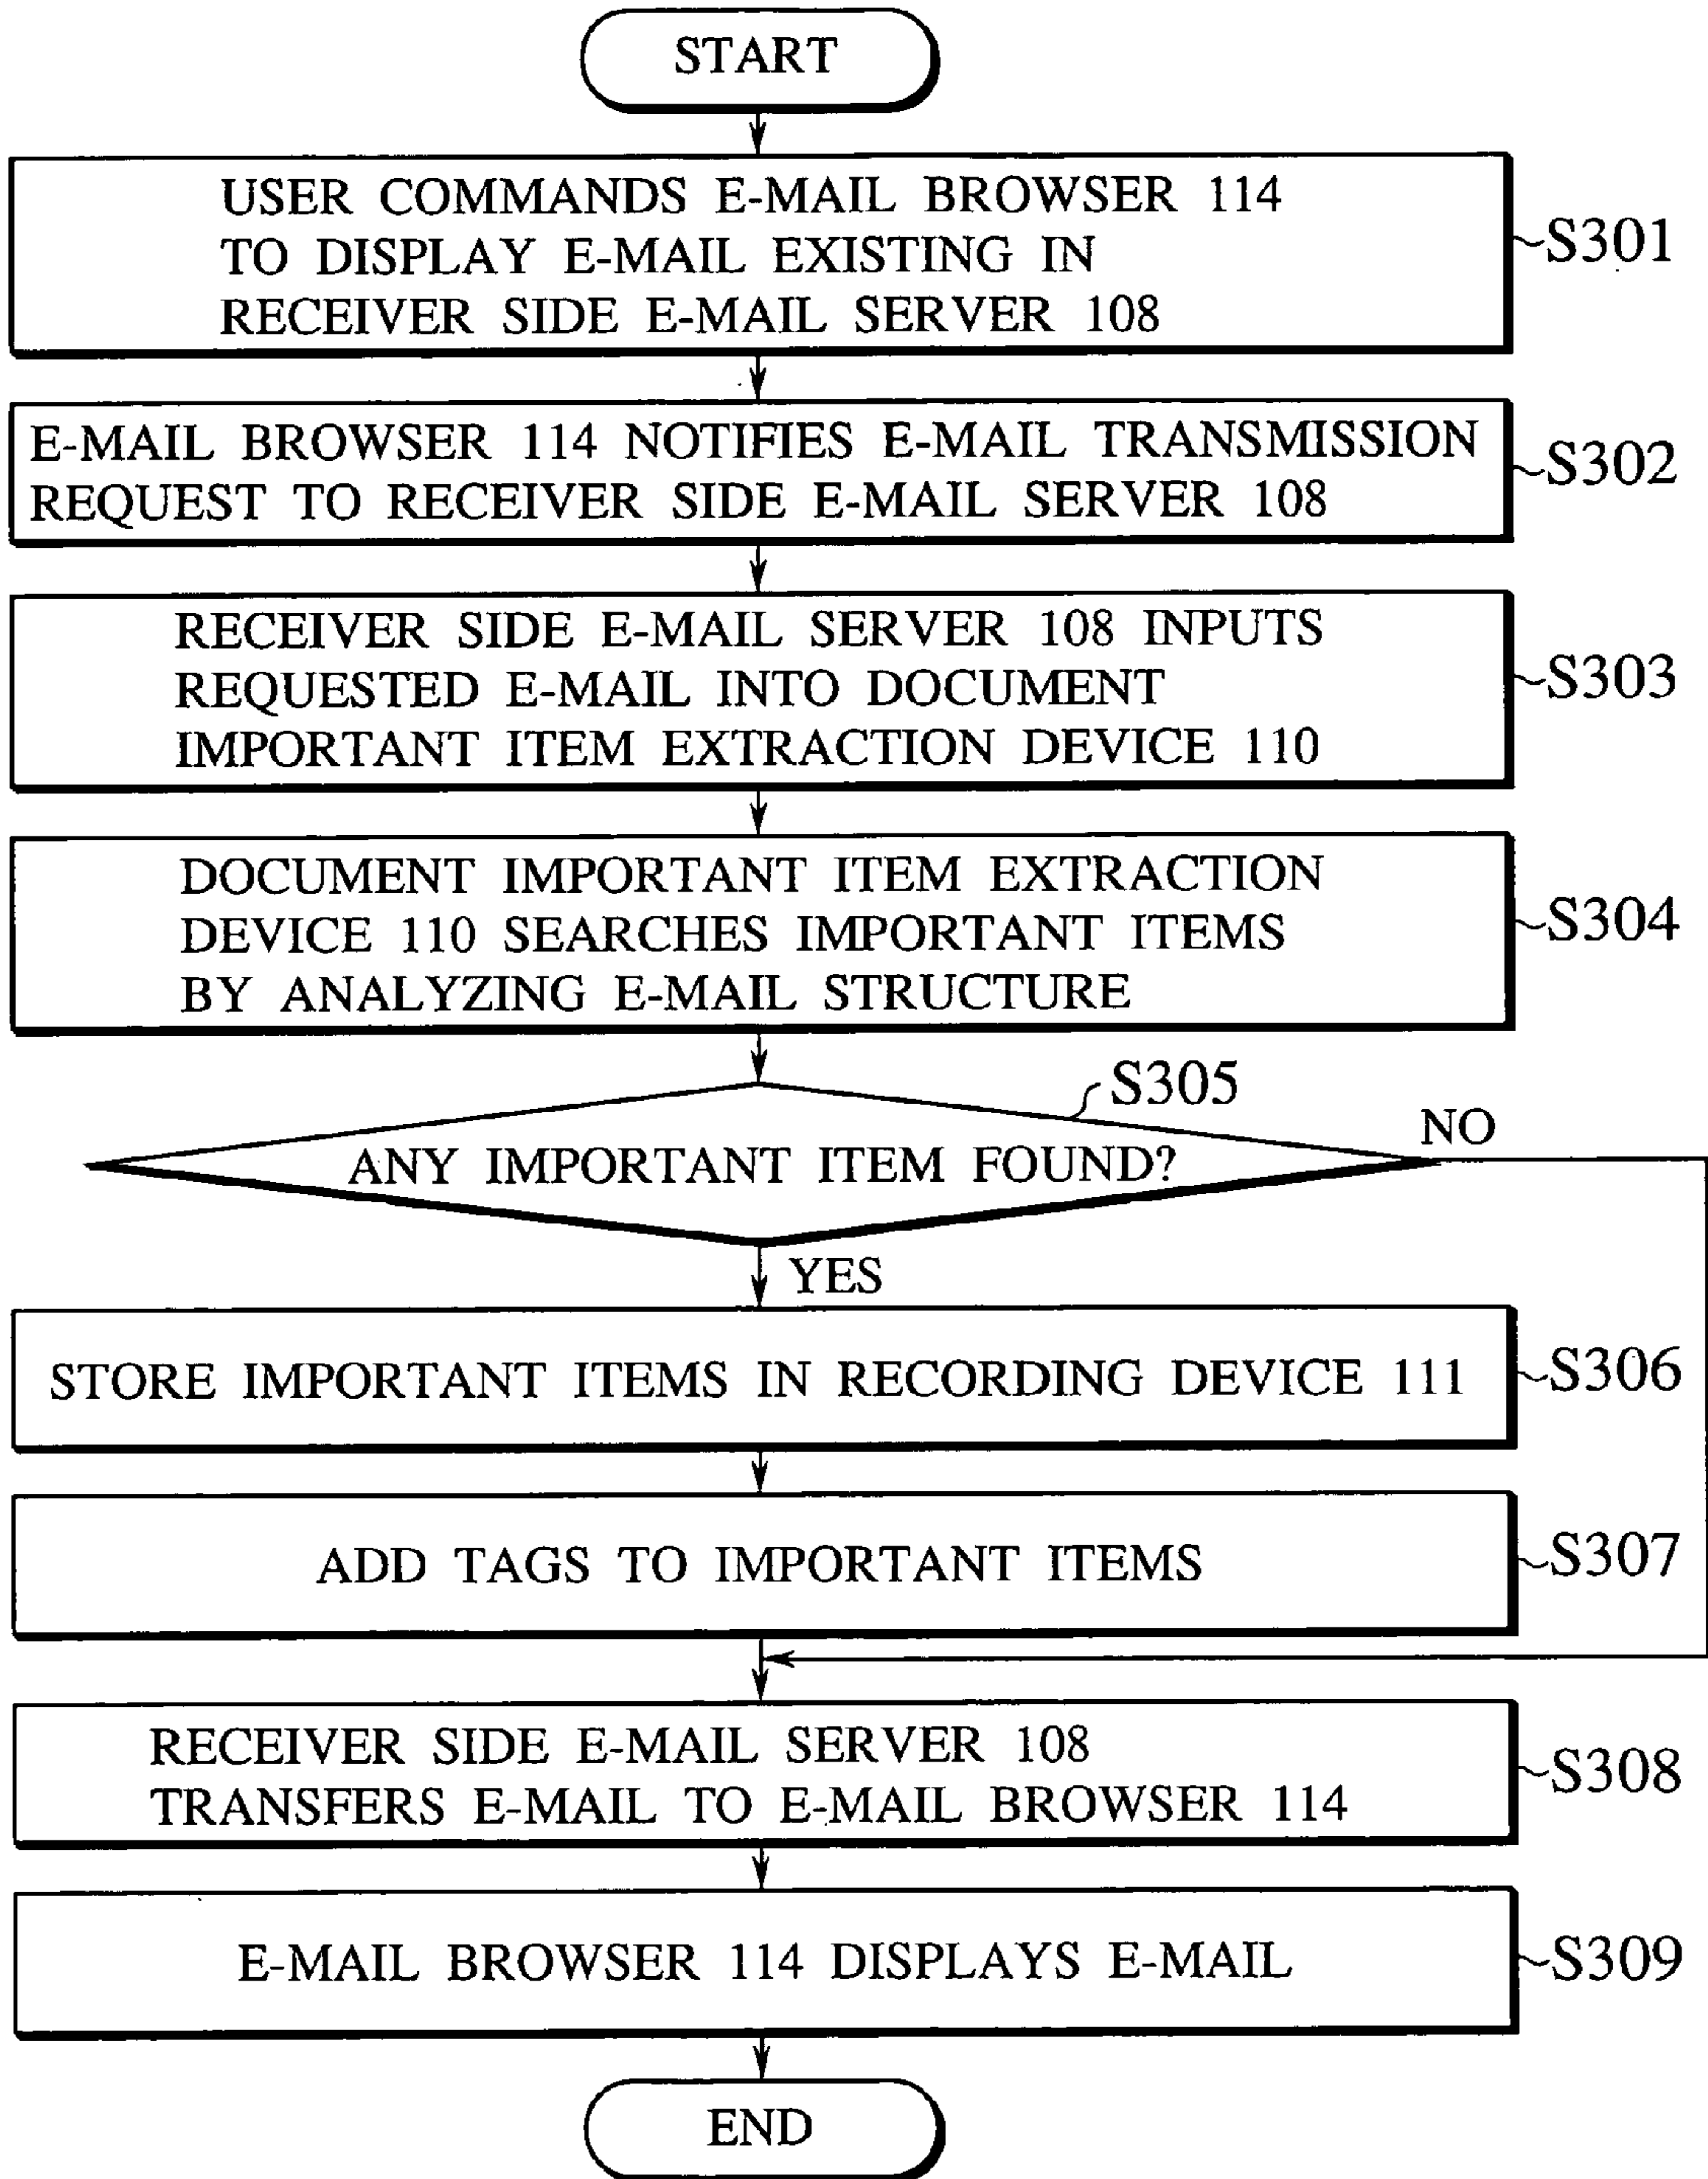 START
USER COMMANDS E-MAIL BROWSER 114
TO DISPLAY E-MAIL EXISTING IN
RECEIVER SIDE E-MAIL SERVER 108
S301
E-MAIL BROWSER 114 NOTIFIES E-MAIL TRANSMISSION
REQUEST TO RECEIVER SIDE E-MAIL SERVER 108
S302
RECEIVER SIDE E-MAIL SERVER 108 INPUTS
REQUESTED E-MAIL INTO DOCUMENT
IMPORTANT ITEM EXTRACTION DEVICE 110
S303
DOCUMENT IMPORTANT ITEM EXTRACTION
DEVICE 110 SEARCHES IMPORTANT ITEMS
BY ANALYZING E-MAIL STRUCTURE
S304
S305
ANY IMPORTANT ITEM FOUND?
NO
YES
STORE IMPORTANT ITEMS IN RECORDING DEVICE 111
S306
ADD TAGS TO IMPORTANT ITEMS
S307
RECEIVER SIDE E-MAIL SERVER 108
TRANSFERS E-MAIL TO E-MAIL BROWSER 114
S308
E-MAIL BROWSER 114 DISPLAYS E-MAIL
S309
END